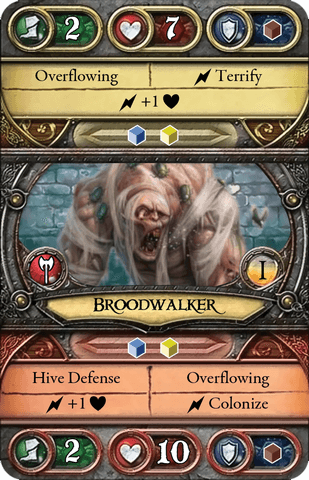 2 7
Overflowing Terrify
+1
BROODWALKER I
Hive Defense Overflowing
+1 Colonize
2 10